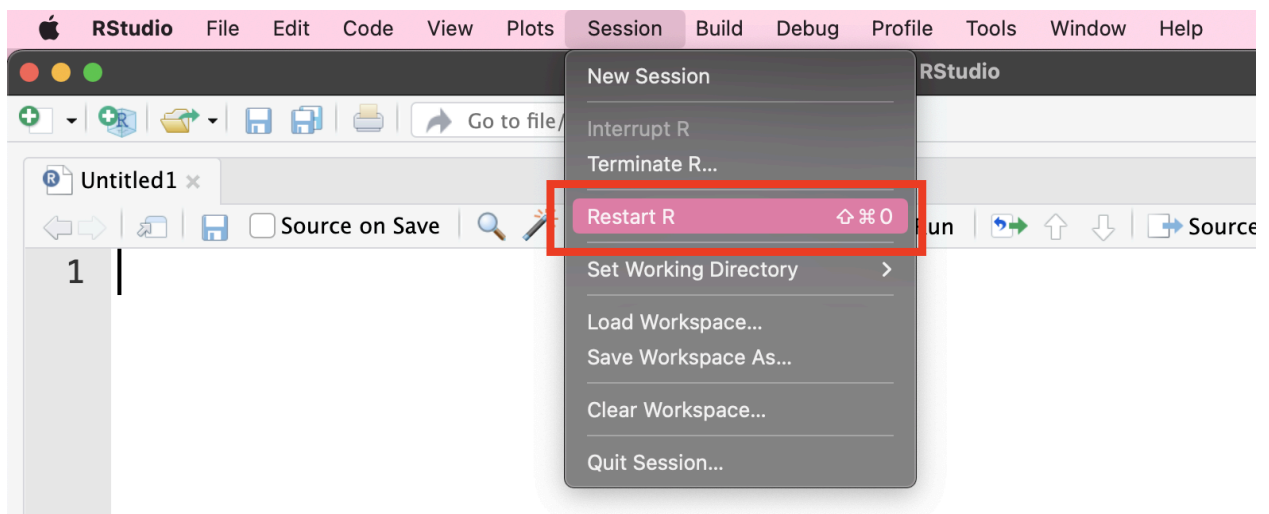 RStudio File Edit Code View Plots Session Build Debug Profile Tools Window Help
RStudio
Go to file/
Untitled1
Source on Save
Source
1
New Session
Interrupt R
Terminate R...
Restart R ⇧⌘0
Set Working Directory
Load Workspace...
Save Workspace As...
Clear Workspace...
Quit Session...